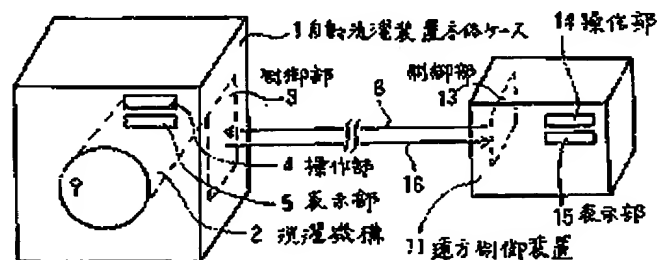 1 自動洗濯装置本体ケース
14 操作部
制御部
3
制御部
13
8
4 操作部
16
5 表示部
15 表示部
2 洗濯機構
11 遠方制御装置